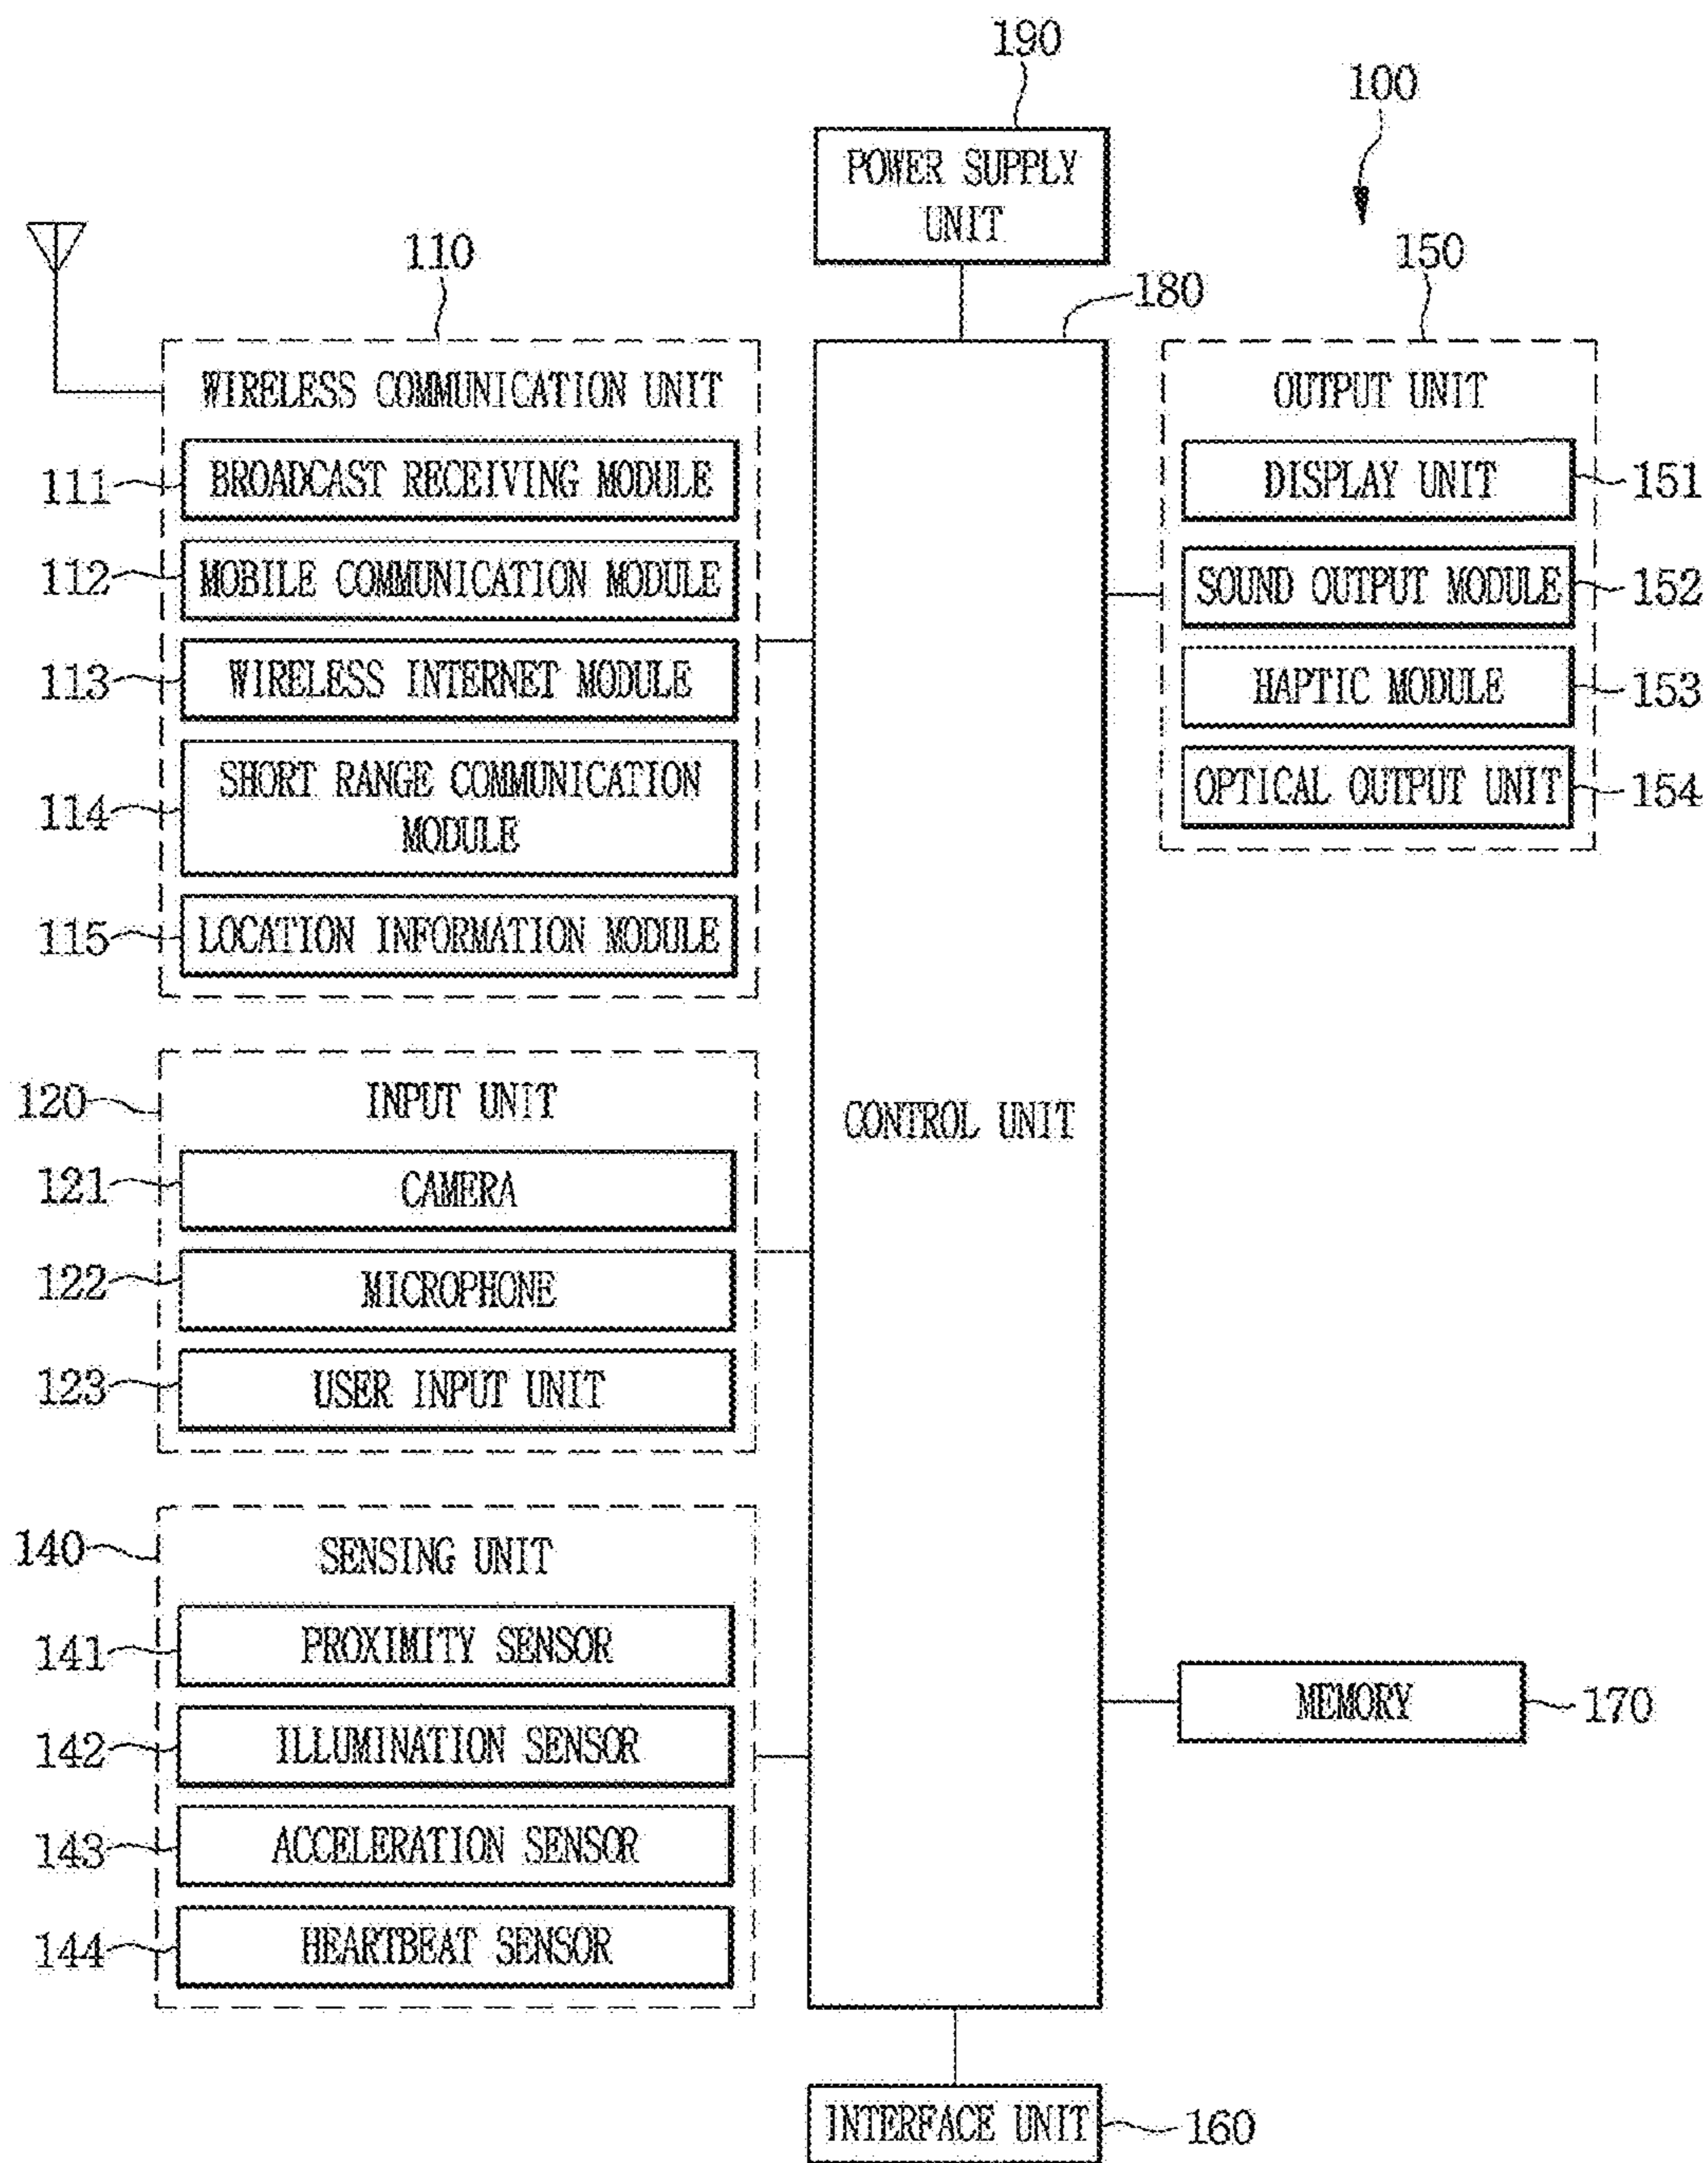 190
100
POWER SUPPLY
UNIT
110
180
150
WIRELESS COMMUNICATION UNIT
111 BROADCAST RECEIVING MODULE
112 MOBILE COMMUNICATION MODULE
113 WIRELESS INTERNET MODULE
114 SHORT RANGE COMMUNICATION
MODULE
115 LOCATION INFORMATION MODULE
OUTPUT UNIT
DISPLAY UNIT 151
SOUND OUTPUT MODULE 152
HAPTIC MODULE 153
OPTICAL OUTPUT UNIT 154
120 INPUT UNIT
121 CAMERA
122 MICROPHONE
123 USER INPUT UNIT
CONTROL UNIT
140 SENSING UNIT
141 PROXIMITY SENSOR
142 ILLUMINATION SENSOR
143 ACCELERATION SENSOR
144 HEARTBEAT SENSOR
MEMORY 170
INTERFACE UNIT 160